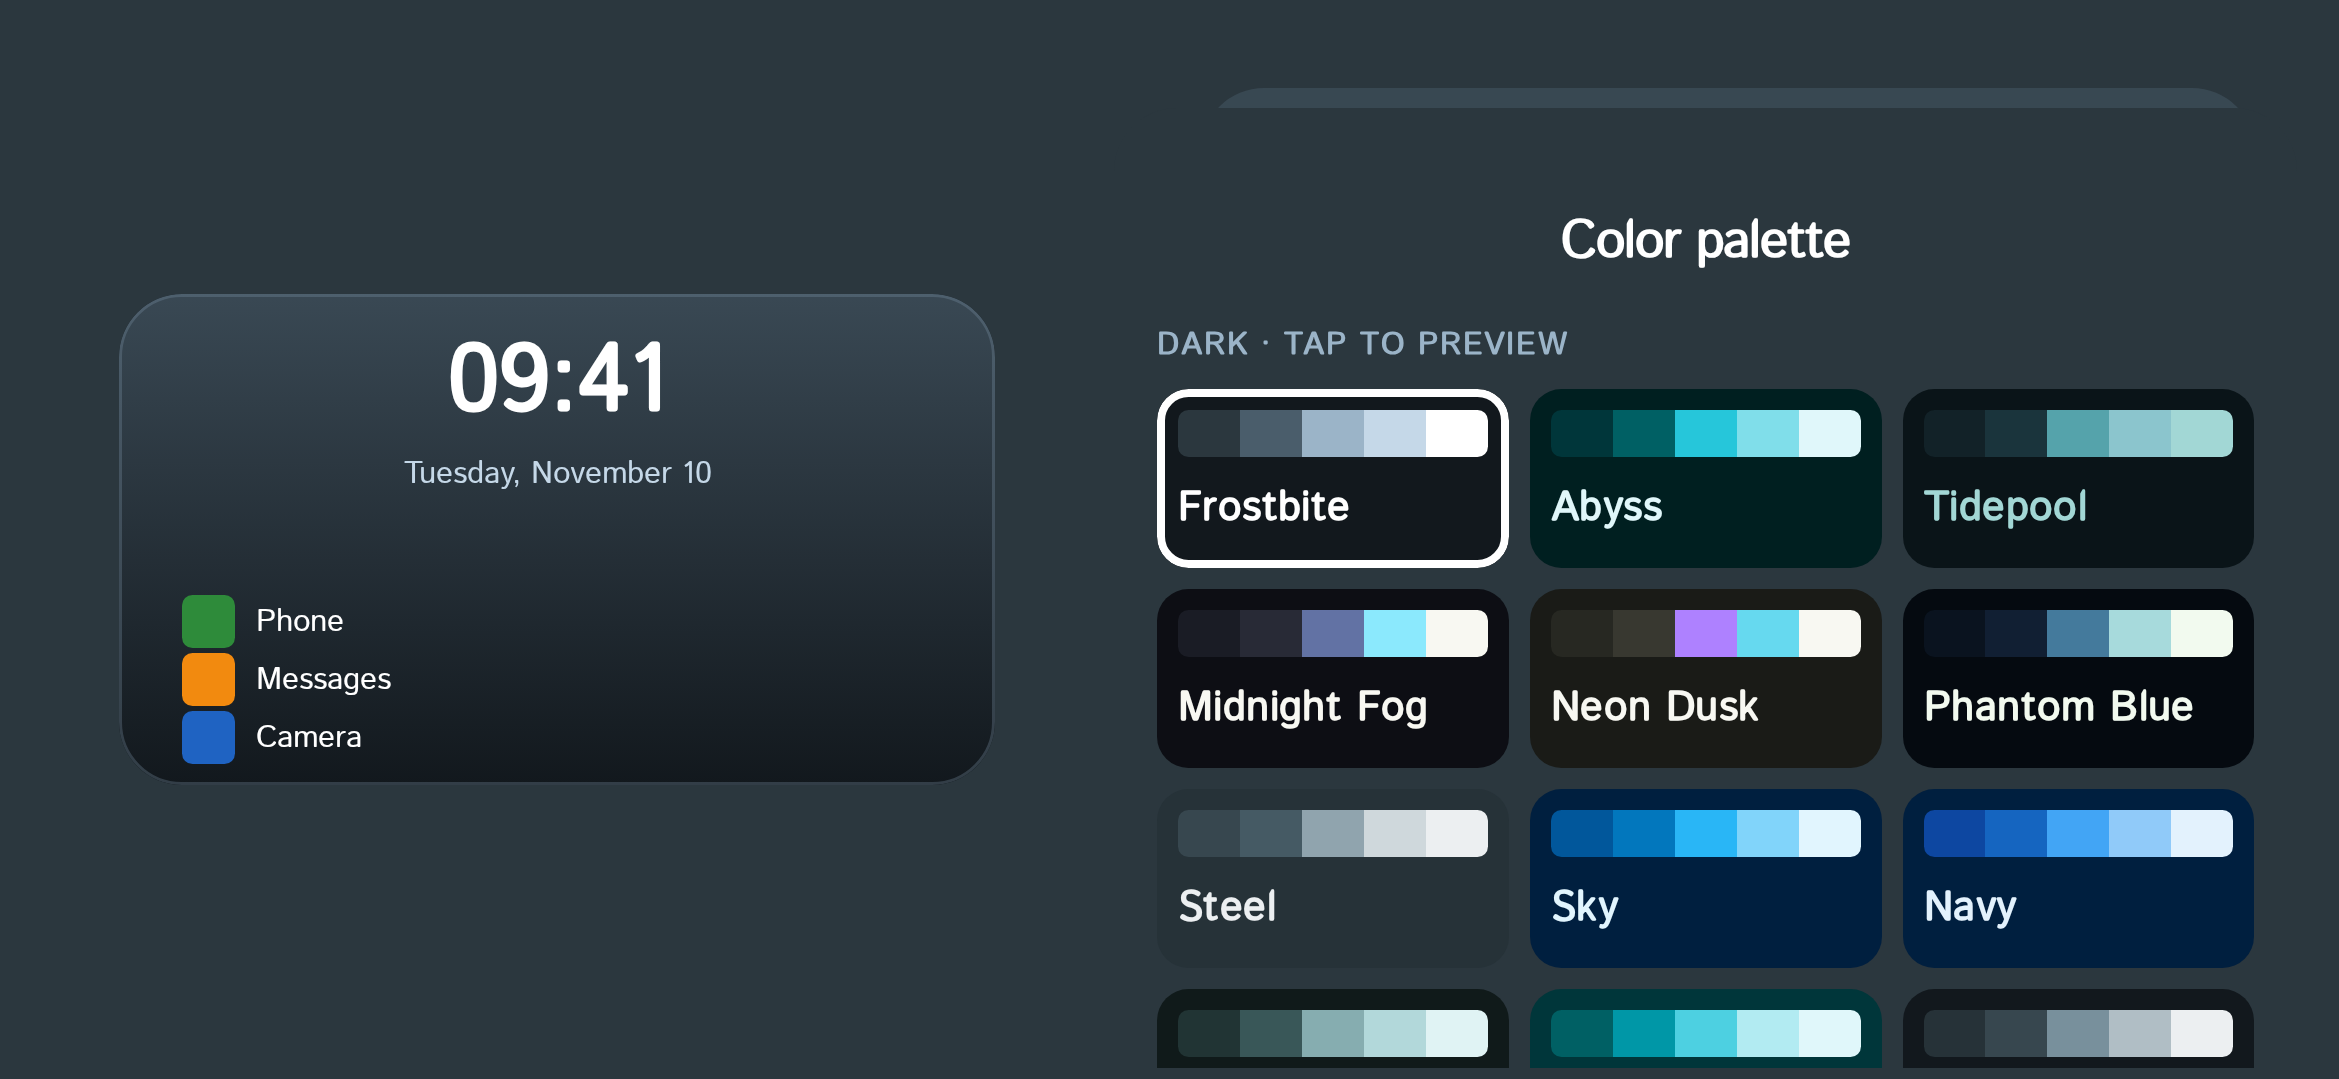 09:41
Tuesday, November 10
Phone
Messages
Camera
Color palette
DARK · TAP TO PREVIEW
Frostbite
Abyss
Tidepool
Midnight Fog
Neon Dusk
Phantom Blue
Steel
Sky
Navy